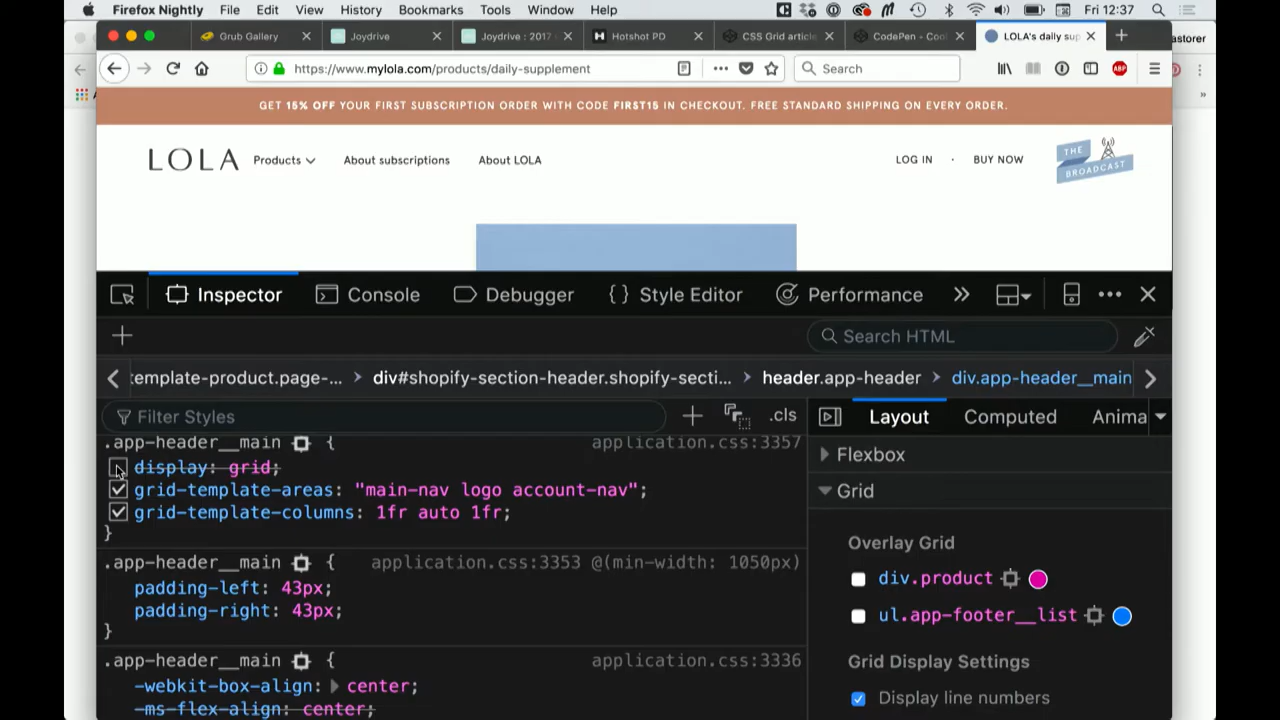 Firefox Nightly File Edit View History Bookmarks Tools Window Help Fri 12:37
Grub Gallery Joydrive Joydrive : 2017 - Hotshot PD CSS Grid article CodePen - Cool LOLA's daily sup astorer
https://www.mylola.com/products/daily-supplement Search ABP
GET 15% OFF YOUR FIRST SUBSCRIPTION ORDER WITH CODE FIRST15 IN CHECKOUT. FREE STANDARD SHIPPING ON EVERY ORDER.
LOLA Products About subscriptions About LOLA LOG IN · BUY NOW THE BROADCAST
Inspector Console Debugger { } Style Editor Performance
Search HTML
template-product.page-... div#shopify-section-header.shopify-secti... header.app-header div.app-header__main
Filter Styles .cls Layout Computed Anima
.app-header__main { application.css:3357
display: grid;
grid-template-areas: "main-nav logo account-nav";
grid-template-columns: 1fr auto 1fr;
}
.app-header__main { application.css:3353 @(min-width: 1050px)
padding-left: 43px;
padding-right: 43px;
}
.app-header__main { application.css:3336
-webkit-box-align: center;
-ms-flex-align: center;
Flexbox
Grid
Overlay Grid
div.product
ul.app-footer__list
Grid Display Settings
Display line numbers